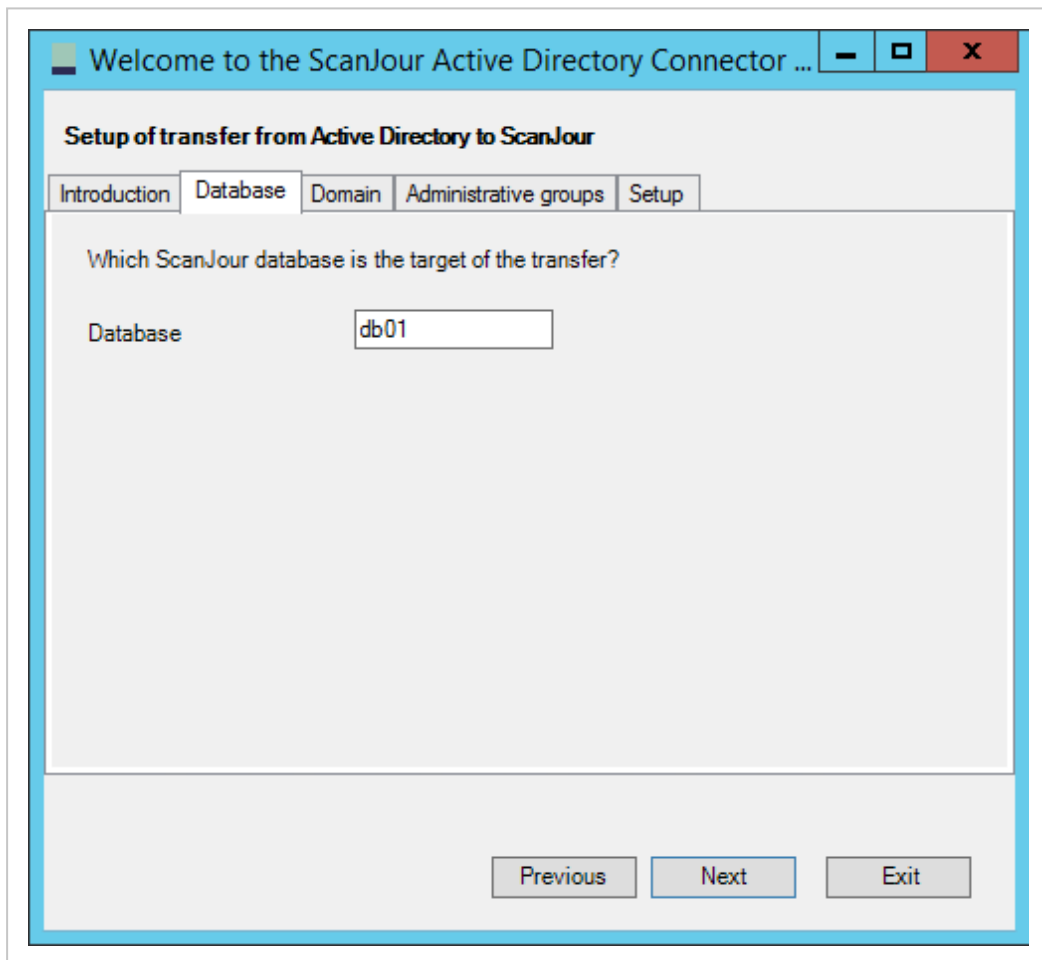 Welcome to the ScanJour Active Directory Connector ...
Setup of transfer from Active Directory to ScanJour
Introduction Database Domain Administrative groups Setup
Which ScanJour database is the target of the transfer?
Database db01
Previous Next Exit